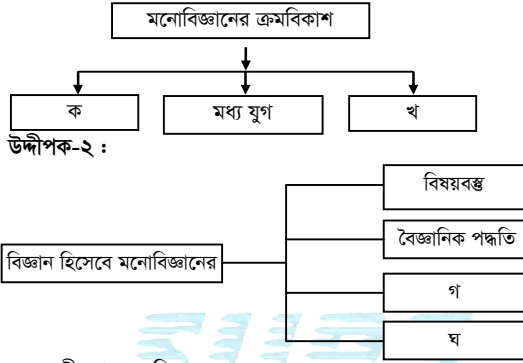 মনোবিজ্ঞানের ক্রমবিকাশ
ক মধ্য যুগ খ
উদ্দীপক-২ :
বিষয়বস্তু
বৈজ্ঞানিক পদ্ধতি
বিজ্ঞান হিসেবে মনোবিজ্ঞানের
গ
ঘ